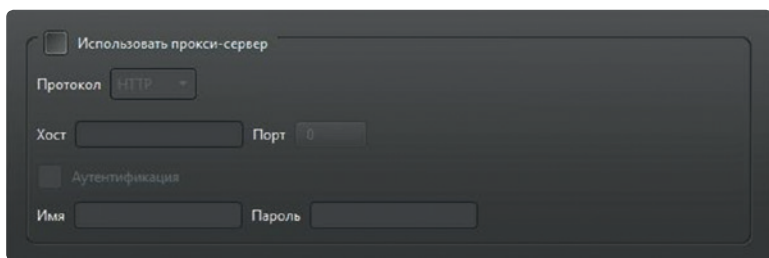 Использовать прокси-сервер
Протокол HTTP
Хост Порт 0
Аутентификация
Имя Пароль